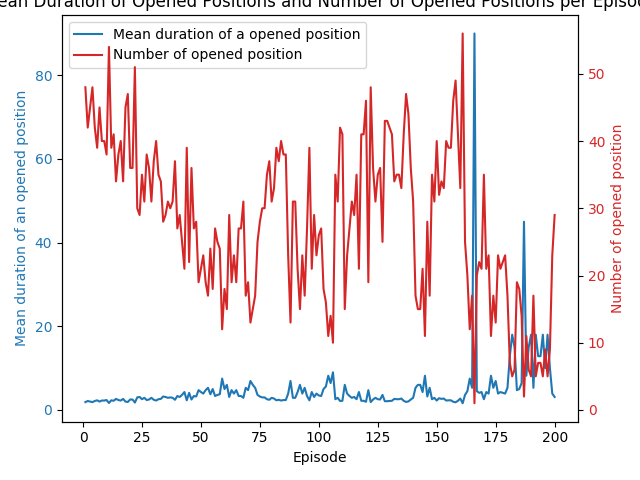 ean Duration of Opened Positions and Number of Opened Positions per Episod
Mean duration of a opened position
Number of opened position
Mean duration of an opened position
80
60
40
20
0
50
40
30
20
10
0
Number of opened position
0 25 50 75 100 125 150 175 200
Episode